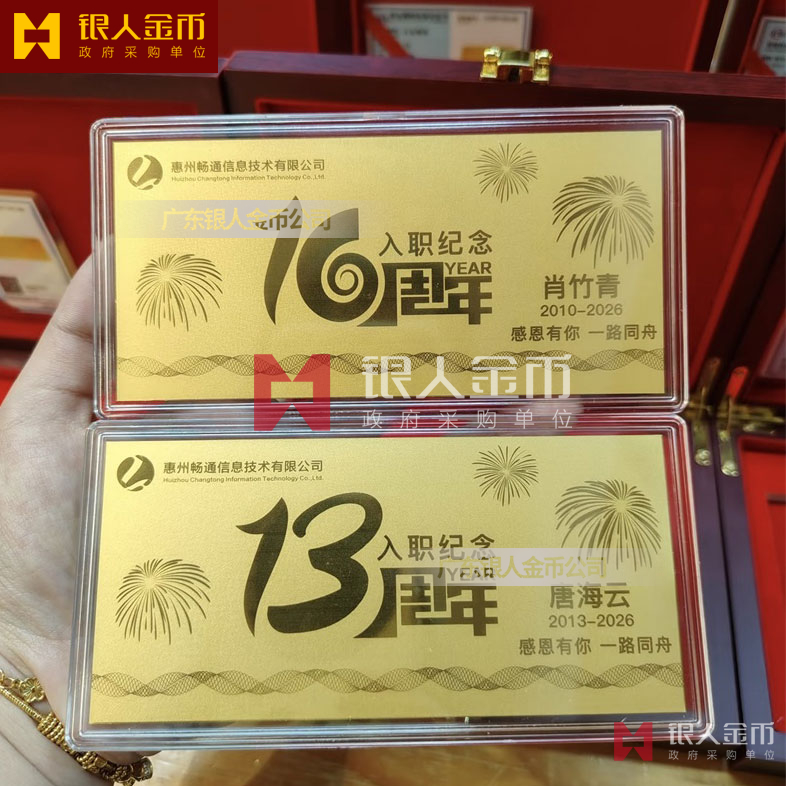 银人金币
政府采购单位
惠州畅通信息技术有限公司
Huizhou Changtong Information Technology Co.,Ltd.
广东银人金币公司
16周年
入职纪念
YEAR
肖竹青
2010-2026
感恩有你 一路同舟
银人金币
政府采购单位
惠州畅通信息技术有限公司
Huizhou Changtong Information Technology Co.,Ltd.
13周年
入职纪念
YEAR
广东银人金币公司
唐海云
2013-2026
感恩有你 一路同舟
银人金币
政府采购单位